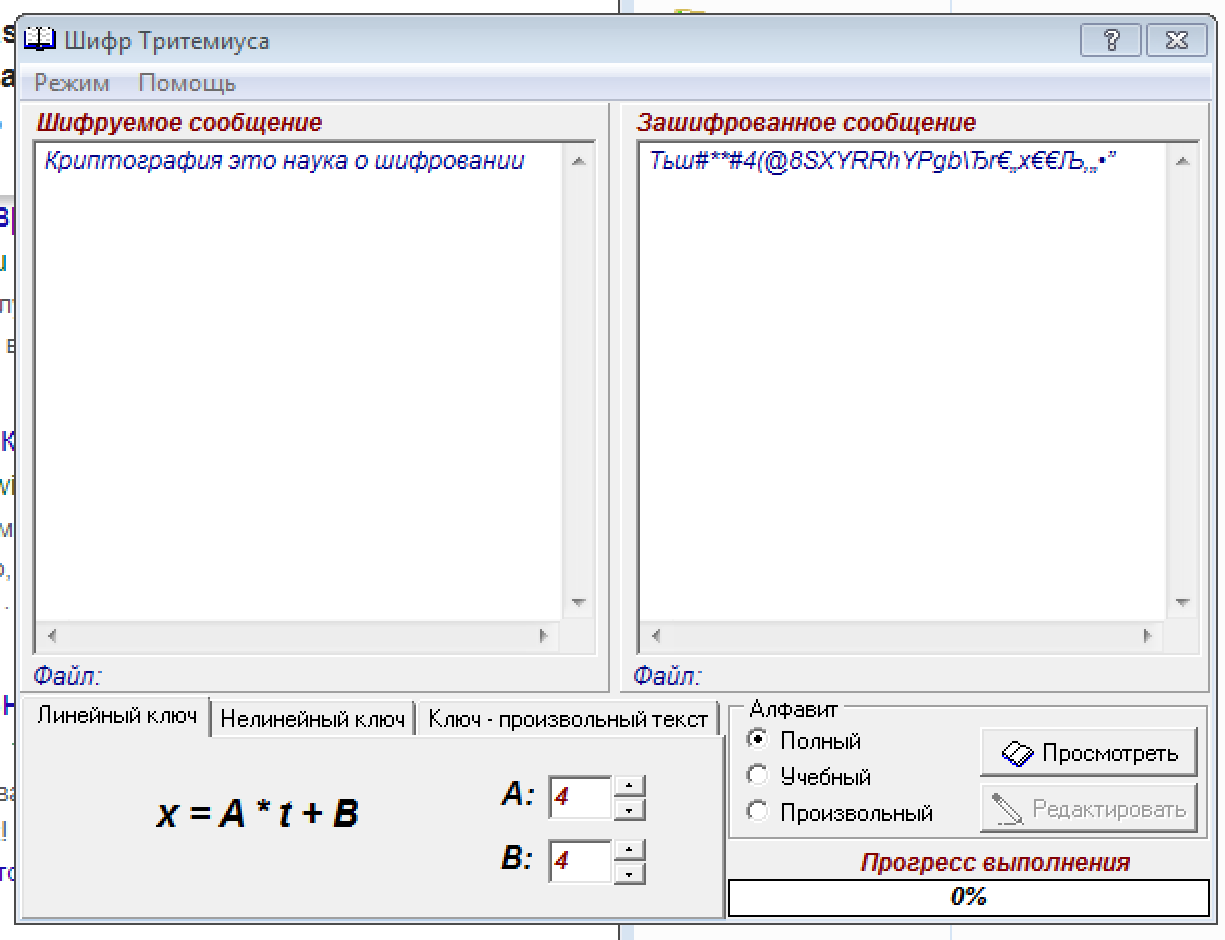 Шифр Тритемиуса
Режим Помощь
Шифруемое сообщение
Криптография это наука о шифровании
Файл:
Зашифрованное сообщение
Тьш#**#4(@8SXYRRhYPgb\Ђr€„x€€Љ‚„•”
Файл:
Линейный ключ Нелинейный ключ Ключ - произвольный текст
x = A * t + B
A: 4
B: 4
Алфавит
Полный
Учебный
Произвольный
Просмотреть
Редактировать
Прогресс выполнения
0%